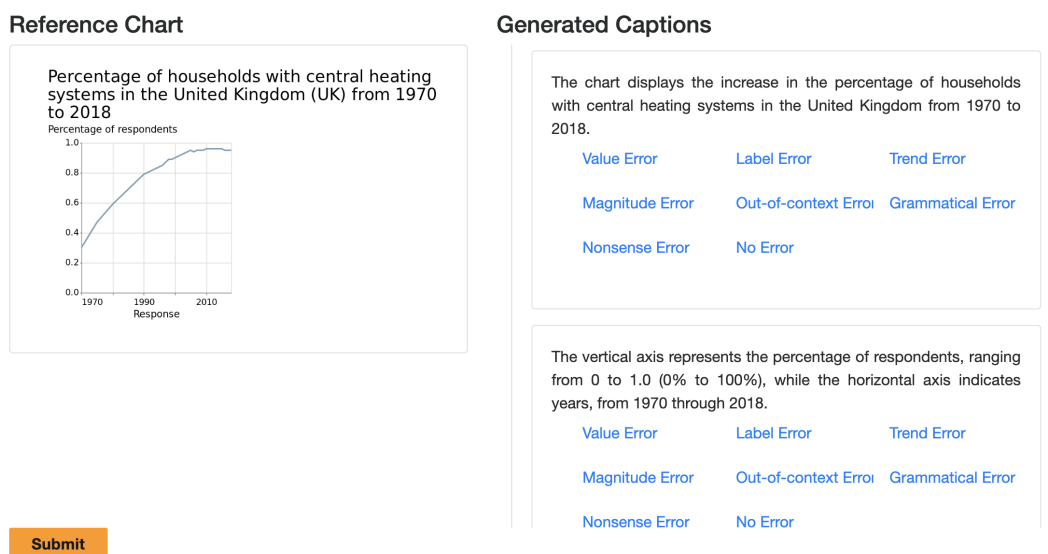 Reference Chart
Percentage of households with central heating
systems in the United Kingdom (UK) from 1970
to 2018
Percentage of respondents
1.0
0.8
0.6
0.4
0.2
0.0
1970 1990 2010
Response
Submit
Generated Captions
The chart displays the increase in the percentage of households
with central heating systems in the United Kingdom from 1970 to
2018.
Value Error Label Error Trend Error
Magnitude Error Out-of-context Error Grammatical Error
Nonsense Error No Error
The vertical axis represents the percentage of respondents, ranging
from 0 to 1.0 (0% to 100%), while the horizontal axis indicates
years, from 1970 through 2018.
Value Error Label Error Trend Error
Magnitude Error Out-of-context Error Grammatical Error
Nonsense Error No Error